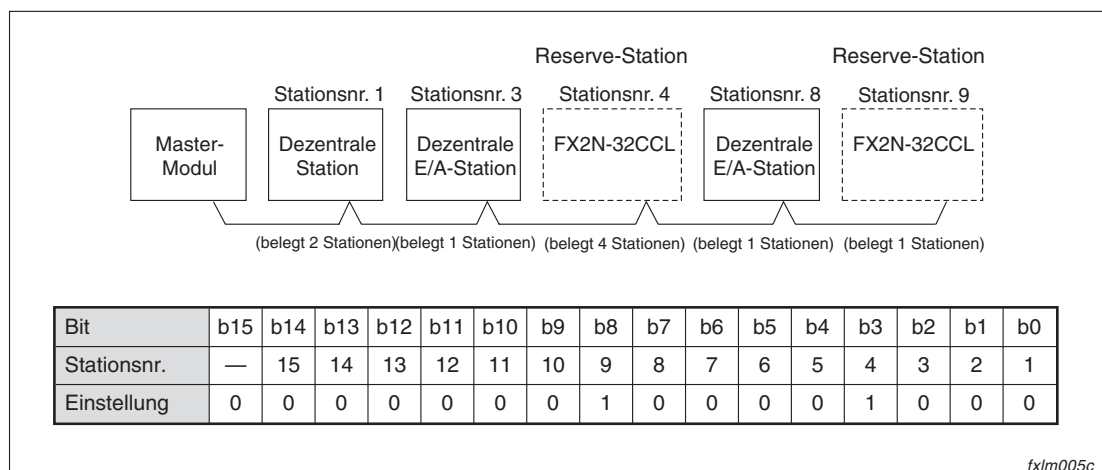 Reserve-Station Reserve-Station
Stationsnr. 1 Stationsnr. 3 Stationsnr. 4 Stationsnr. 8 Stationsnr. 9
Master-Modul Dezentrale Station Dezentrale E/A-Station FX2N-32CCL Dezentrale E/A-Station FX2N-32CCL
(belegt 2 Stationen)(belegt 1 Stationen) (belegt 4 Stationen) (belegt 1 Stationen) (belegt 1 Stationen)
Bit b15 b14 b13 b12 b11 b10 b9 b8 b7 b6 b5 b4 b3 b2 b1 b0
Stationsnr. — 15 14 13 12 11 10 9 8 7 6 5 4 3 2 1
Einstellung 0 0 0 0 0 0 0 1 0 0 0 0 1 0 0 0
fxlm005c